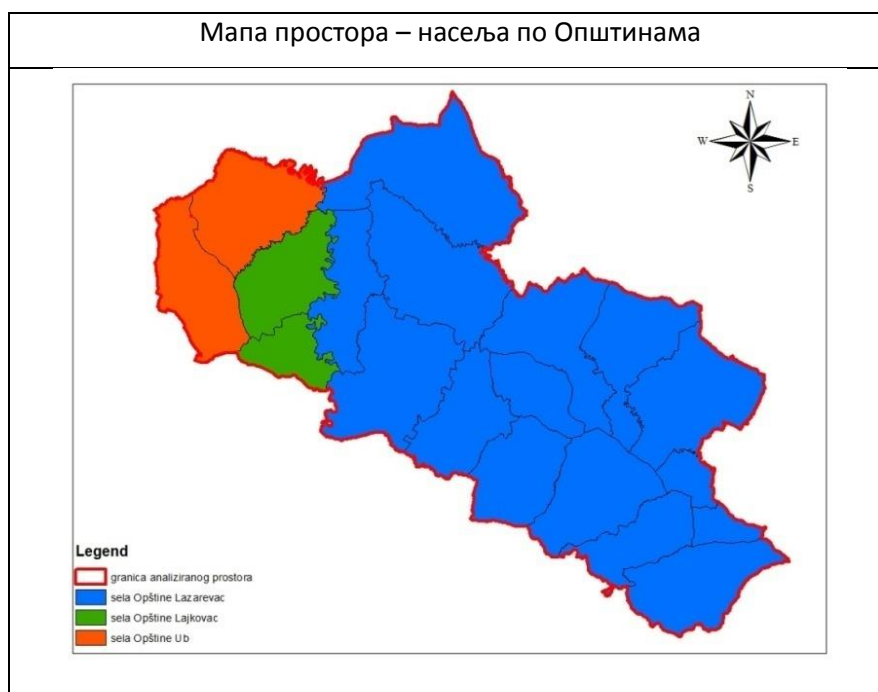 Мапа простора – насеља по Општинама
N
W
E
S
Legend
granica analiziranog prostora
sela Opštine Lazarevac
sela Opštine Lajkovac
sela Opštine Ub